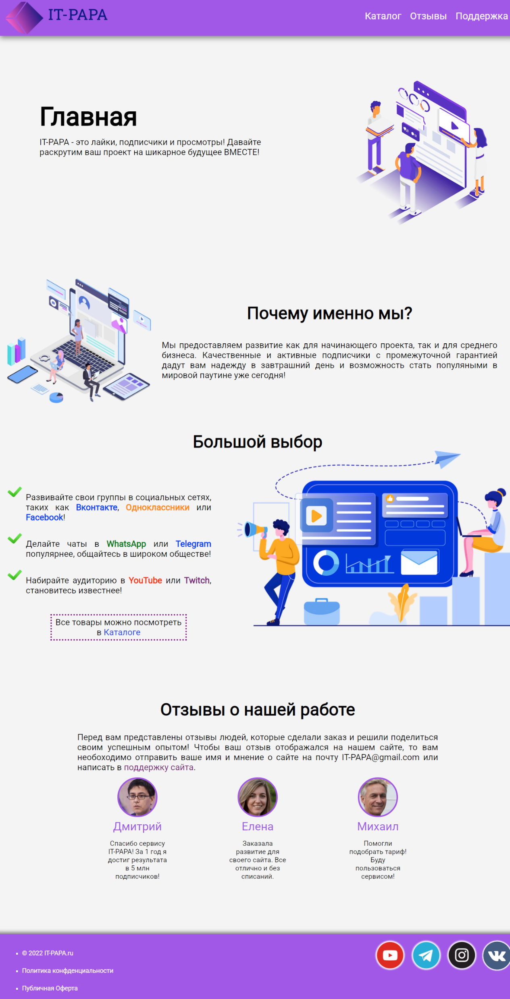 IT-PAPA
Каталог Отзывы Поддержка
Главная
IT-PAPA - это лайки, подписчики и просмотры! Давайте
раскрутим ваш проект на шикарное будущее ВМЕСТЕ!
25 12
Почему именно мы?
Мы предоставляем развитие как для начинающего проекта, так и для среднего
бизнеса. Качественные и активные подписчики с промежуточной гарантией
дадут вам надежду в завтрашний день и возможность стать популяными в
мировой паутине уже сегодня!
Большой выбор
Развивайте свои группы в социальных сетях,
таких как Вконтакте, Одноклассники или
Facebook!
Делайте чаты в WhatsApp или Telegram
популярнее, общайтесь в широком обществе!
Набирайте аудиторию в YouTube или Twitch,
становитесь известнее!
Все товары можно посмотреть
в Каталоге
Отзывы о нашей работе
Перед вам представлены отзывы людей, которые сделали заказ и решили поделиться
своим успешным опытом! Чтобы ваш отзыв отображался на нашем сайте, то вам
необоходимо отправить ваше имя и мнение о сайте на почту IT-PAPA@gmail.com или
написать в поддержку сайта.
Дмитрий
Спасибо сервису
IT-PAPA! За 1 год я
достиг результата
в 5 млн
подписчиков!
Елена
Заказала
развитие для
своего сайта. Все
отлично и без
списаний.
Михаил
Помогли
подобрать тариф!
Буду
пользоваться
сервисом!
© 2022 IT-PAPA.ru
Политика конфденциальности
Публичная Оферта